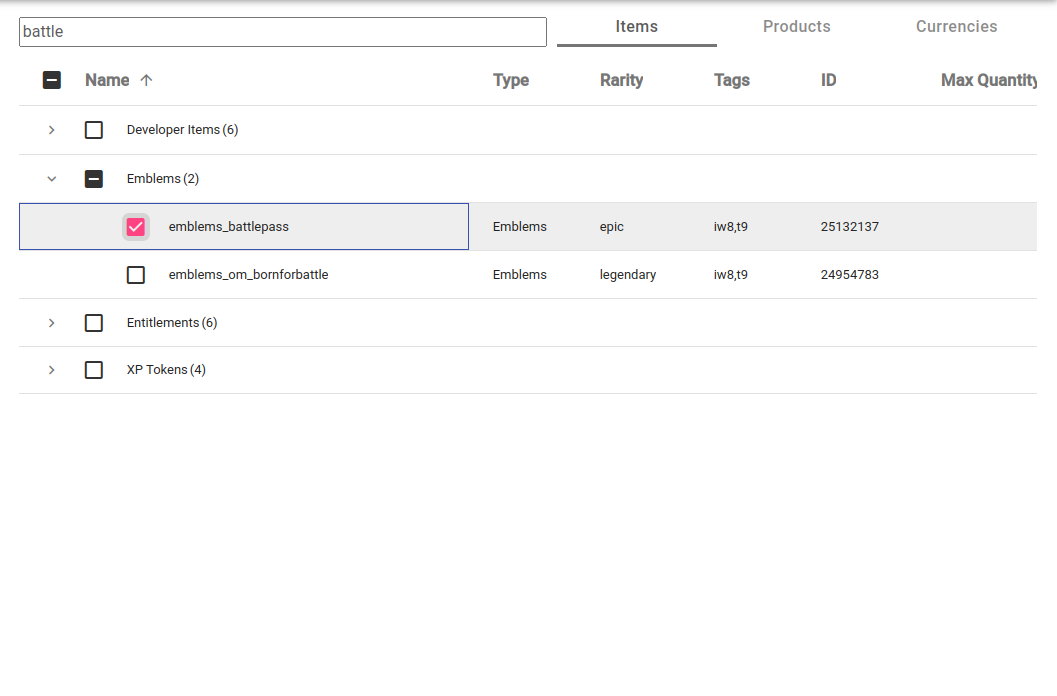 battle
Items Products Currencies
Name Type Rarity Tags ID Max Quantity
Developer Items (6)
Emblems (2)
emblems_battlepass Emblems epic iw8,t9 25132137
emblems_om_bornforbattle Emblems legendary iw8,t9 24954783
Entitlements (6)
XP Tokens (4)